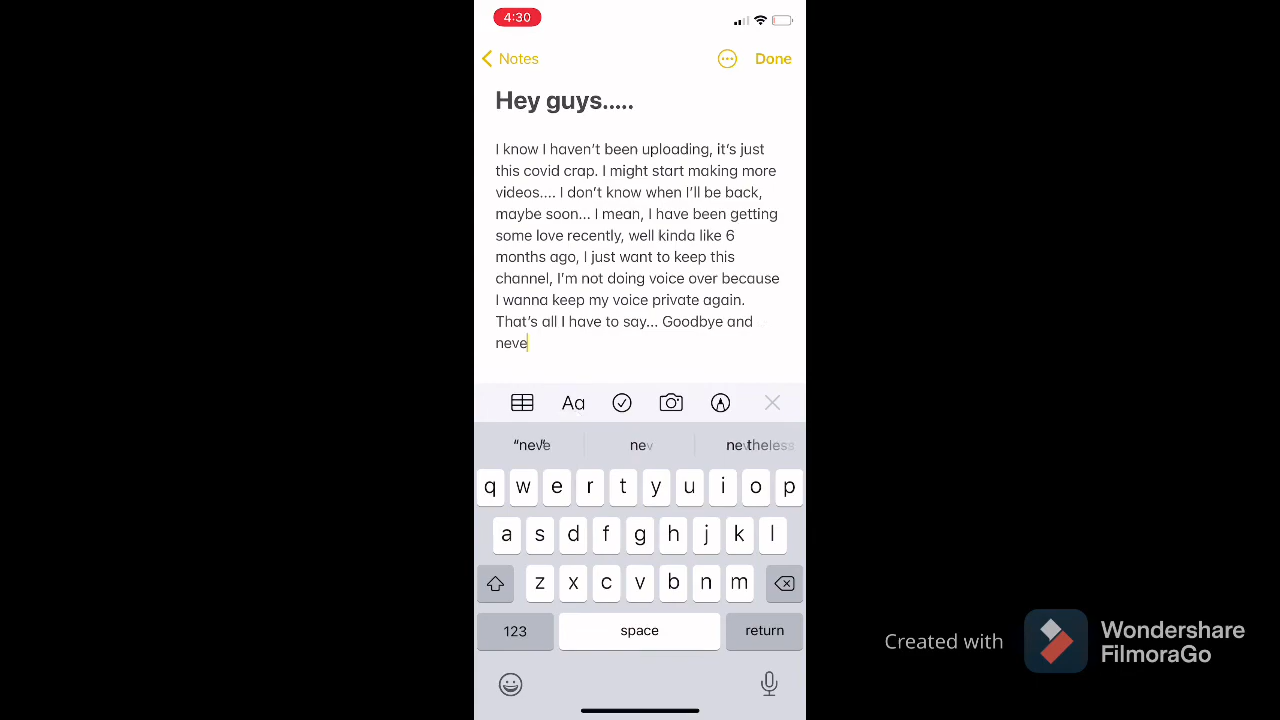 4:30
Notes
Done
Hey guys.....
I know I haven't been uploading, it's just
this covid crap. I might start making more
videos.... I don't know when I'll be back,
maybe soon... I mean, I have been getting
some love recently, well kinda like 6
months ago, I just want to keep this
channel, I'm not doing voice over because
I wanna keep my voice private again.
That's all I have to say... Goodbye and
neve
Aa
"neve" nev nevtheless
q w e r t y u i o p
a s d f g h j k l
z x c v b n m
123 space return
Created with Wondershare
FilmoraGo